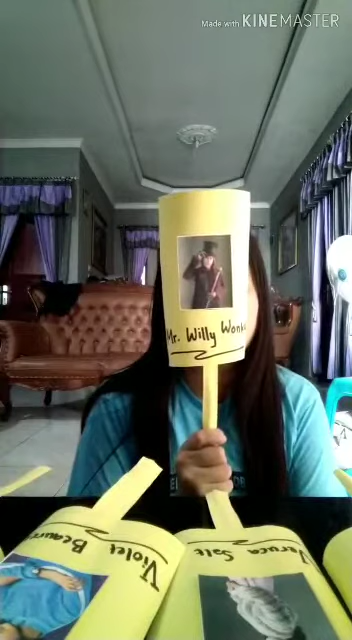 Made with KINEMASTER
Mr. Willy Wonka
Violet Beaure
Veruca Salt